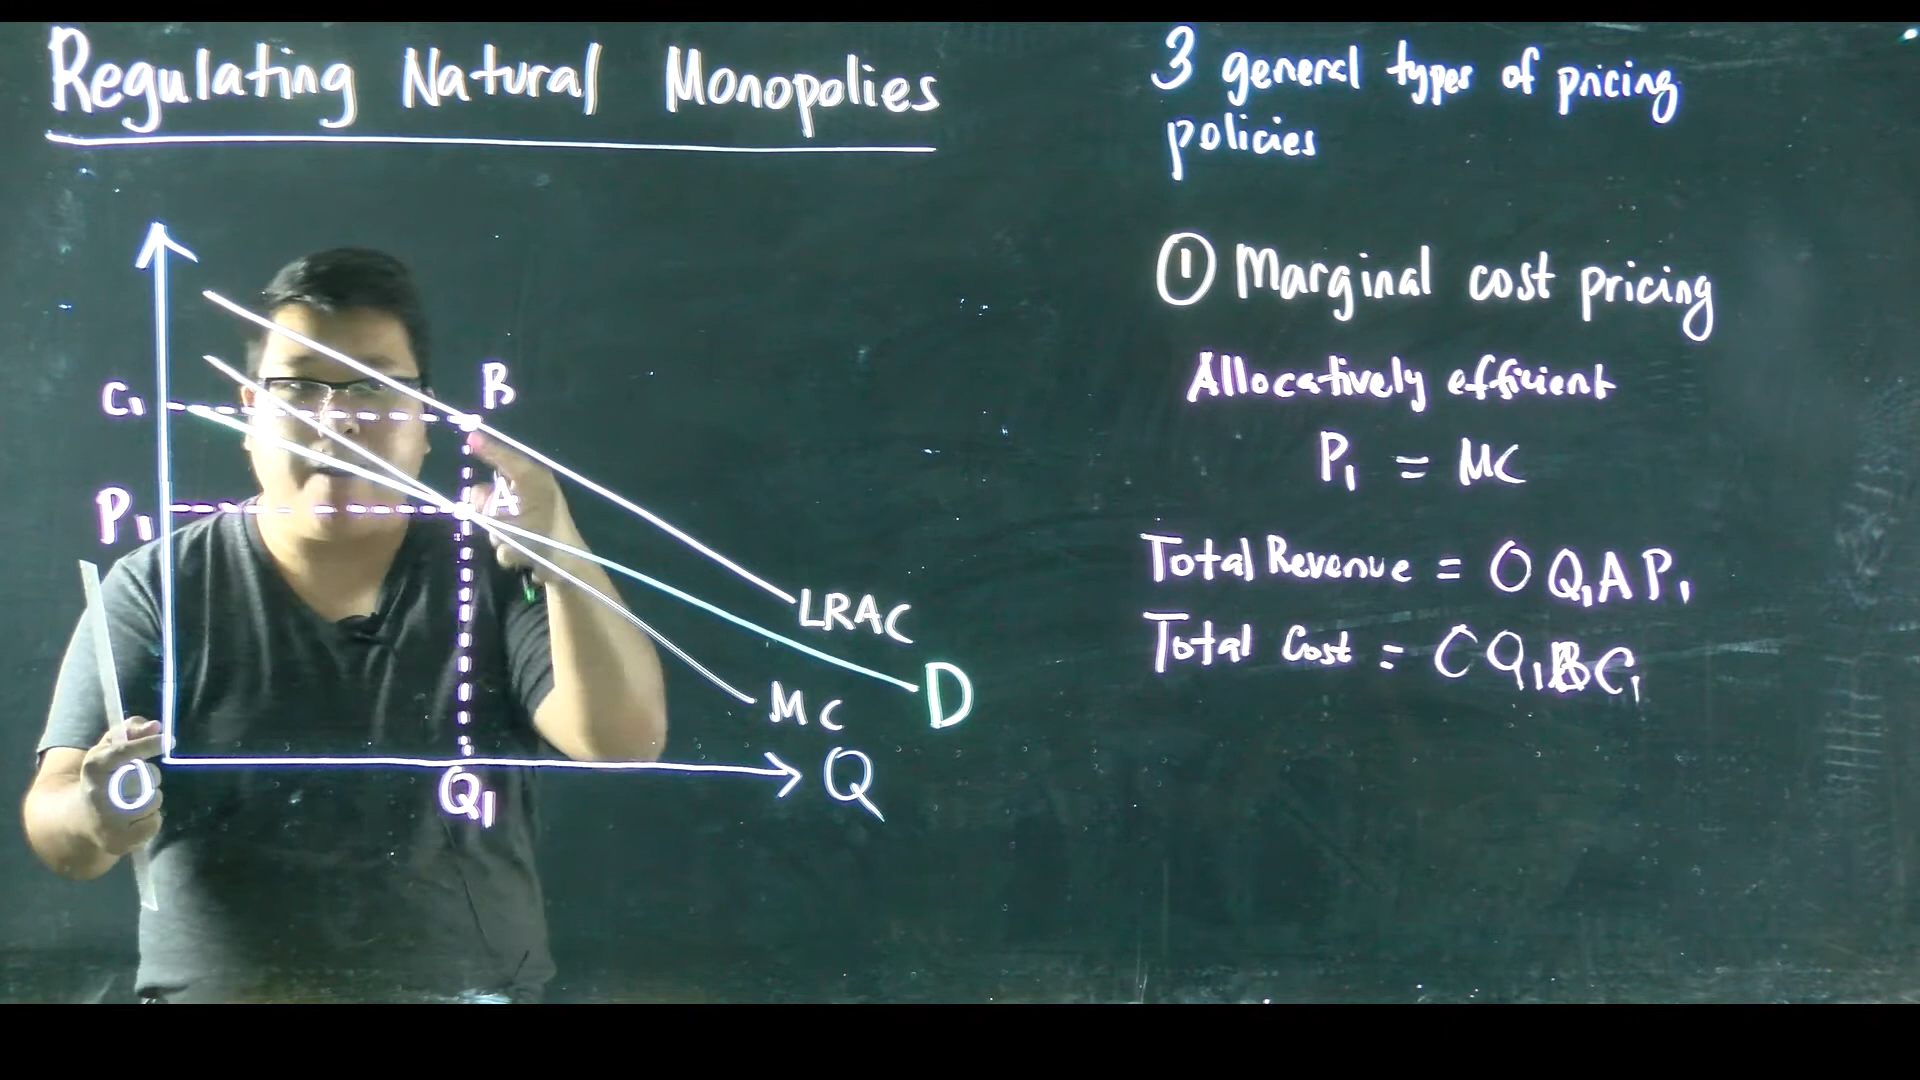 Regulating Natural Monopolies
3 general types of pricing
policies
① Marginal cost pricing
Allocatively efficient
P₁ = MC
Total Revenue = OQ₁AP₁
Total Cost = OQ₁BC₁
C₁
B
P₁
A
LRAC
D
MC
O
Q₁
Q